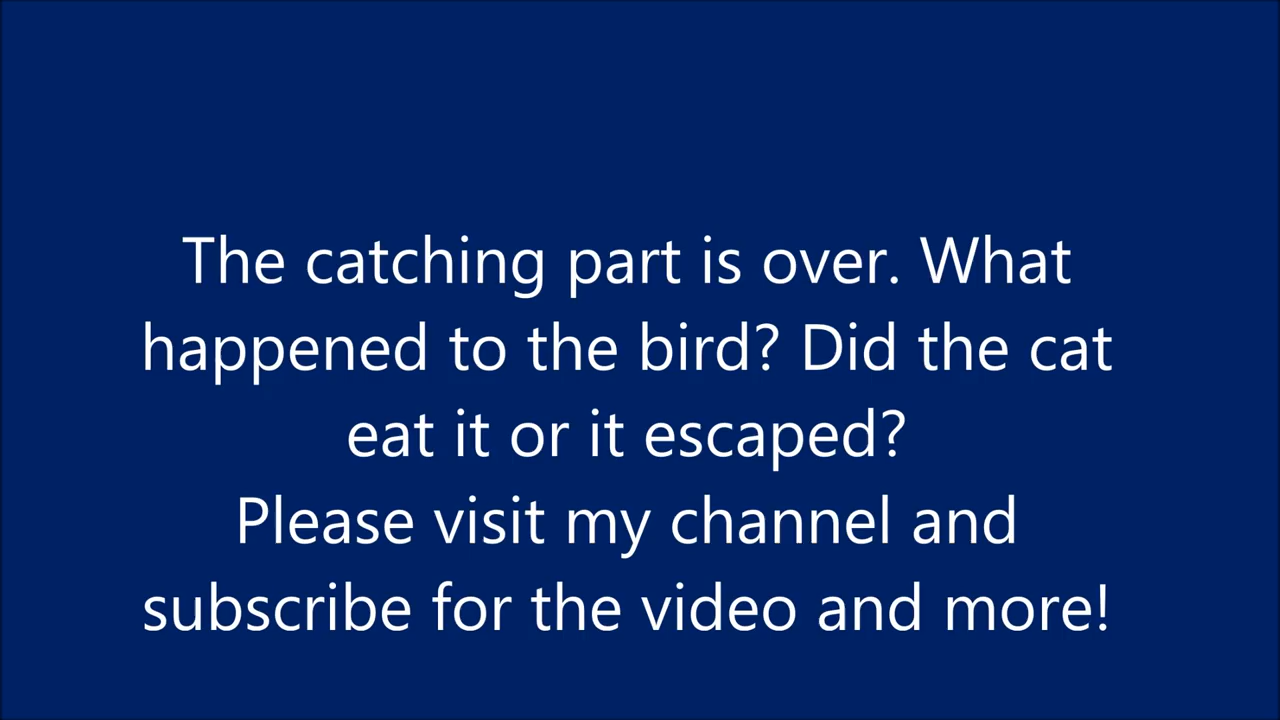 The catching part is over. What
happened to the bird? Did the cat
eat it or it escaped?
Please visit my channel and
subscribe for the video and more!